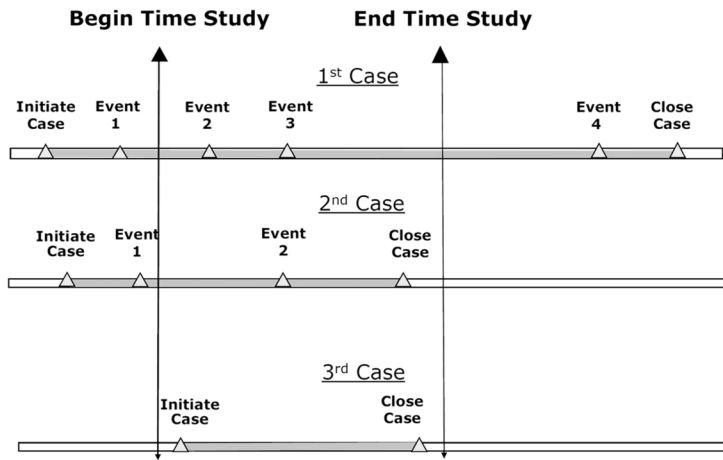 Begin Time Study
End Time Study
1st Case
Initiate Case
Event 1
Event 2
Event 3
Event 4
Close Case
2nd Case
Initiate Case
Event 1
Event 2
Close Case
3rd Case
Initiate Case
Close Case